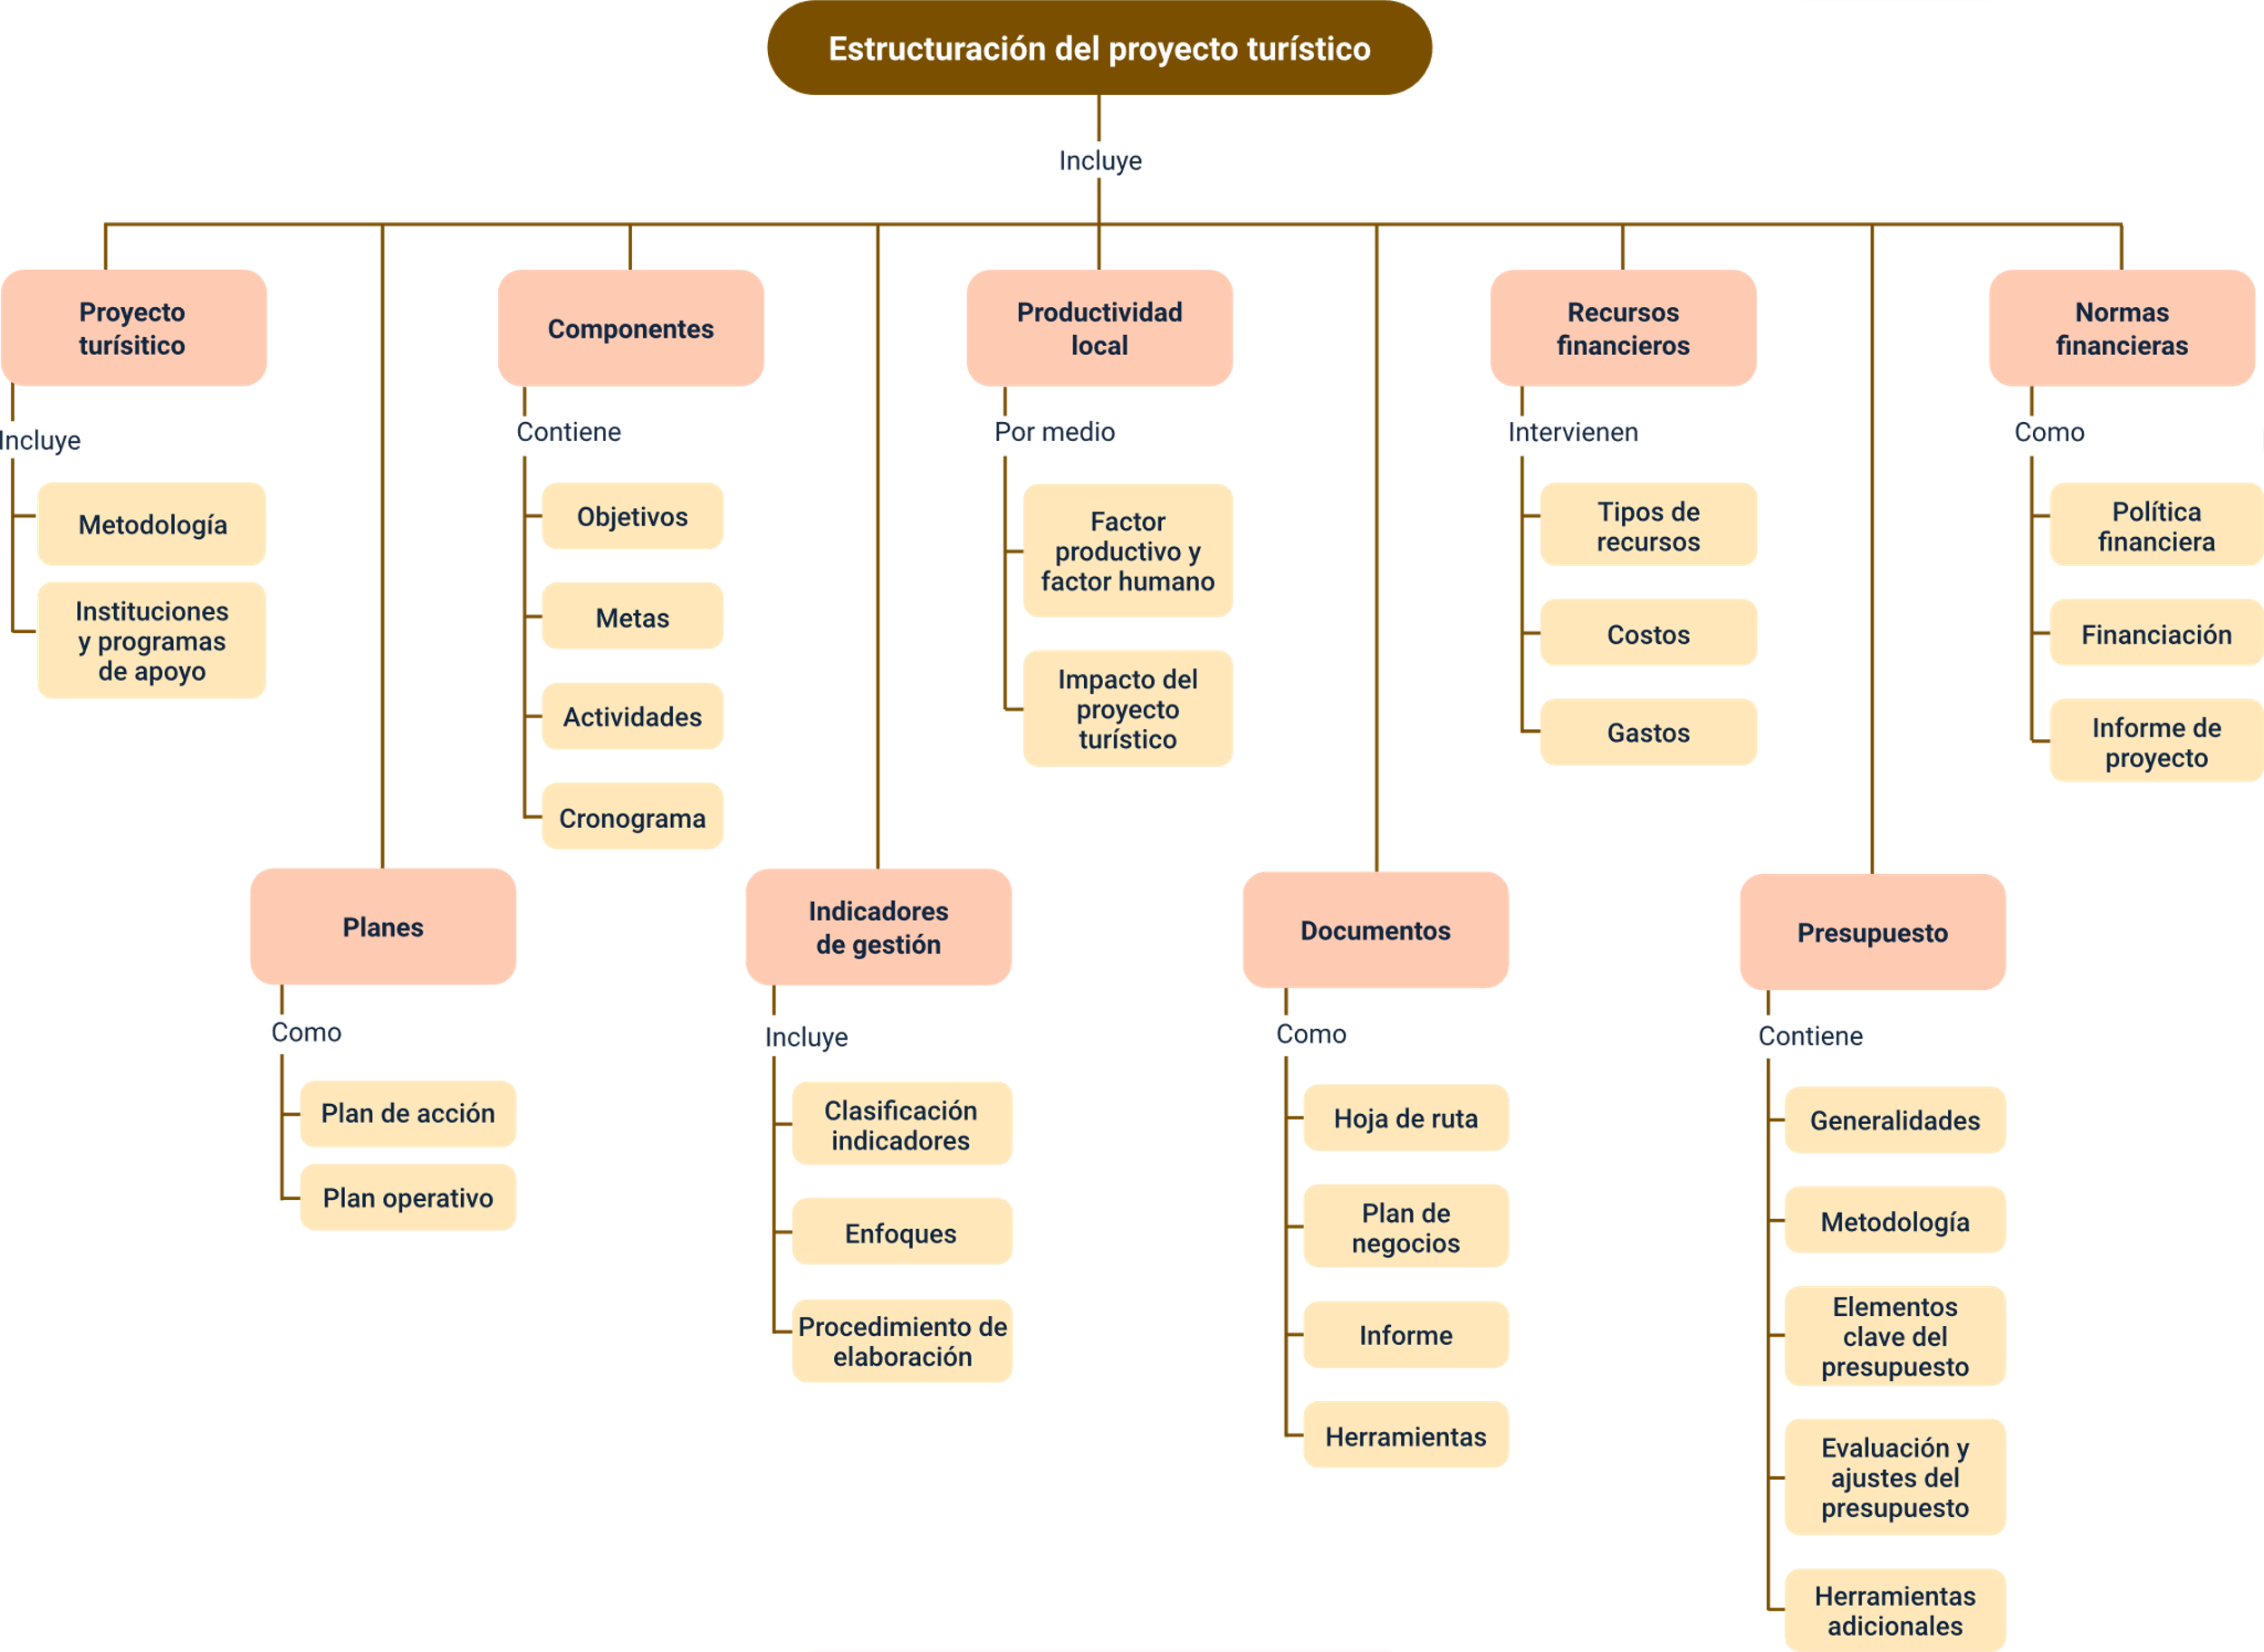 Estructuración del proyecto turístico
Incluye
Proyecto
turísitico
Incluye
Metodología
Instituciones
y programas
de apoyo
Componentes
Contiene
Objetivos
Metas
Actividades
Cronograma
Productividad
local
Por medio
Factor
productivo y
factor humano
Impacto del
proyecto
turístico
Recursos
financieros
Intervienen
Tipos de
recursos
Costos
Gastos
Normas
financieras
Como
Política
financiera
Financiación
Informe de
proyecto
Planes
Como
Plan de acción
Plan operativo
Indicadores
de gestión
Incluye
Clasificación
indicadores
Enfoques
Procedimiento de
elaboración
Documentos
Como
Hoja de ruta
Plan de
negocios
Informe
Herramientas
Presupuesto
Contiene
Generalidades
Metodología
Elementos
clave del
presupuesto
Evaluación y
ajustes del
presupuesto
Herramientas
adicionales